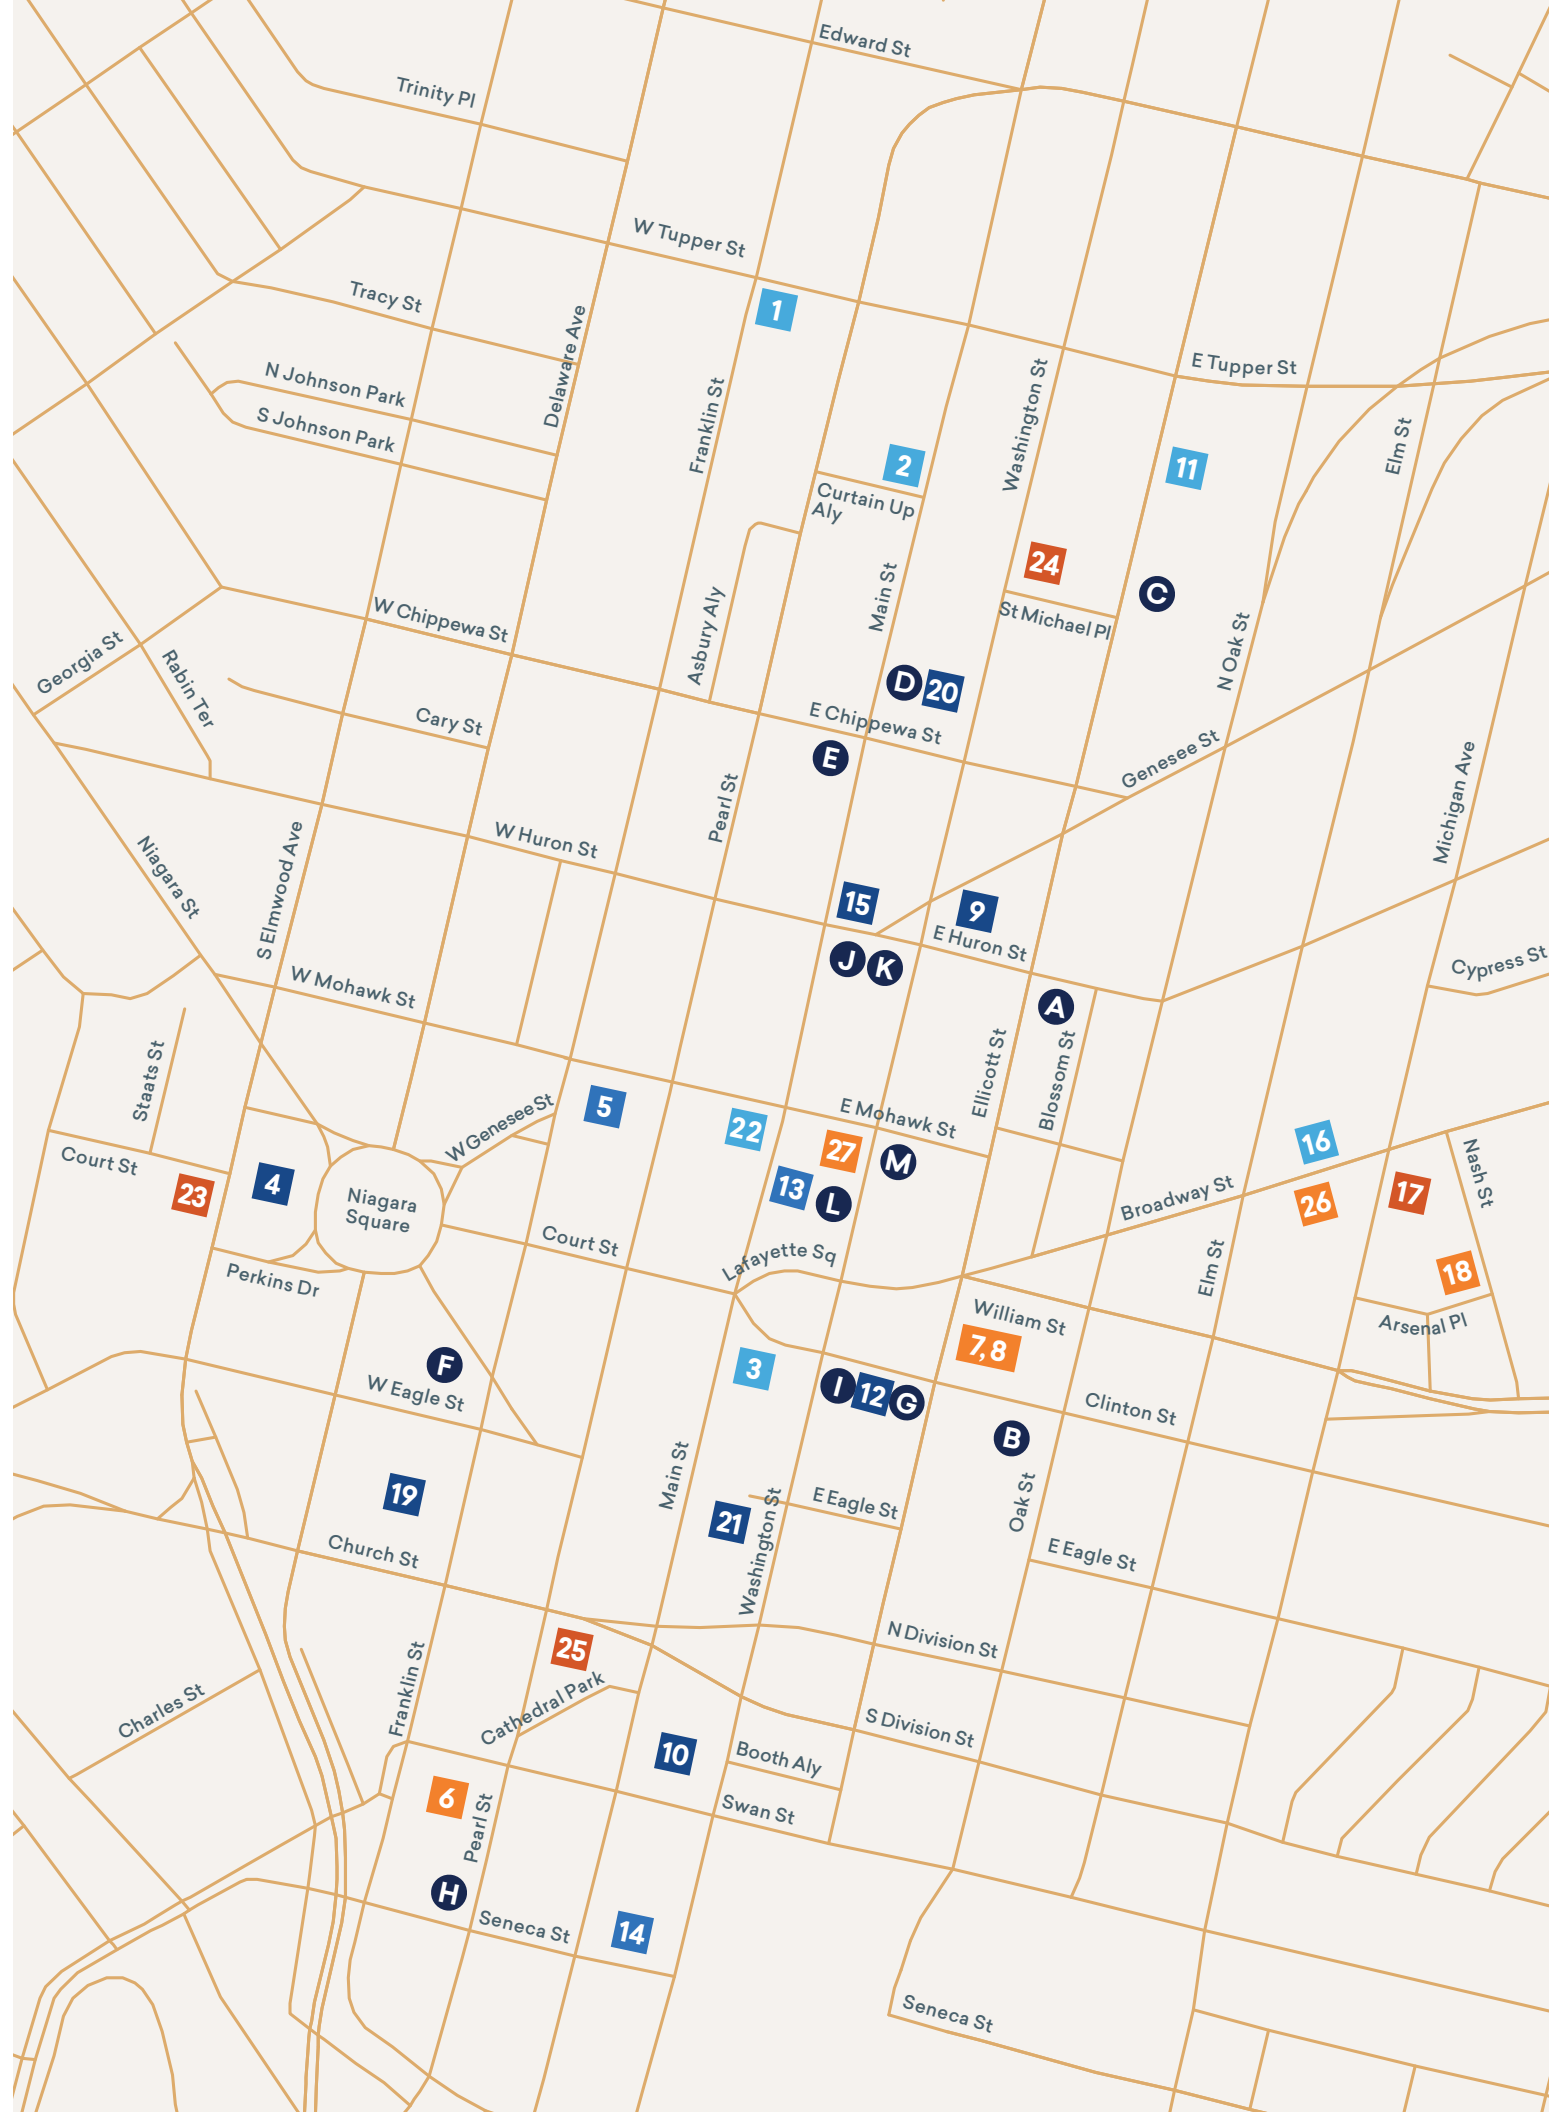 Edward St
Trinity Pl
W Tupper St
Tracy St
1
Delaware Ave
E Tupper St
N Johnson Park
S Johnson Park
Franklin St
Washington St
Elm St
2
11
Curtain Up
Aly
24
C
Main St
Asbury Aly
W Chippewa St
St Michael Pl
N Oak St
Georgia St
Rabin Ter
D
20
Cary St
E Chippewa St
E
Genesee St
Pearl St
Michigan Ave
W Huron St
Niagara St
S Elmwood Ave
15
9
E Huron St
J
K
Cypress St
W Mohawk St
A
Staats St
Ellicott St
Blossom St
W Genesee St
5
22
E Mohawk St
27
M
16
Court St
23
4
13
L
Niagara
Square
Broadway St
26
17
Nash St
Court St
Lafayette Sq
Elm St
18
Perkins Dr
William St
Arsenal Pl
7,8
F
3
W Eagle St
I
12
G
Clinton St
B
Main St
19
Oak St
21
Washington St
E Eagle St
Church St
E Eagle St
25
N Division St
Franklin St
Cathedral Park
Charles St
S Division St
10
Booth Aly
6
Pearl St
Swan St
H
Seneca St
14
Seneca St